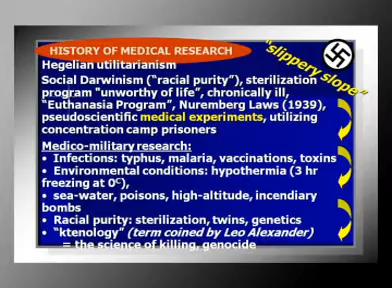 HISTORY OF MEDICAL RESEARCH
"slippery slope"
Hegelian utilitarianism
Social Darwinism ("racial purity"), sterilization
program "unworthy of life", chronically ill,
"Euthanasia Program", Nuremberg Laws (1939),
pseudoscientific medical experiments, utilizing
concentration camp prisoners
Medico-military research:
• Infections: typhus, malaria, vaccinations, toxins
• Environmental conditions: hypothermia (3 hr
freezing at 0ᶜ),
• sea-water, poisons, high-altitude, incendiary
bombs
• Racial purity: sterilization, twins, genetics
• "ktenology" (term coined by Leo Alexander)
= the science of killing, genocide